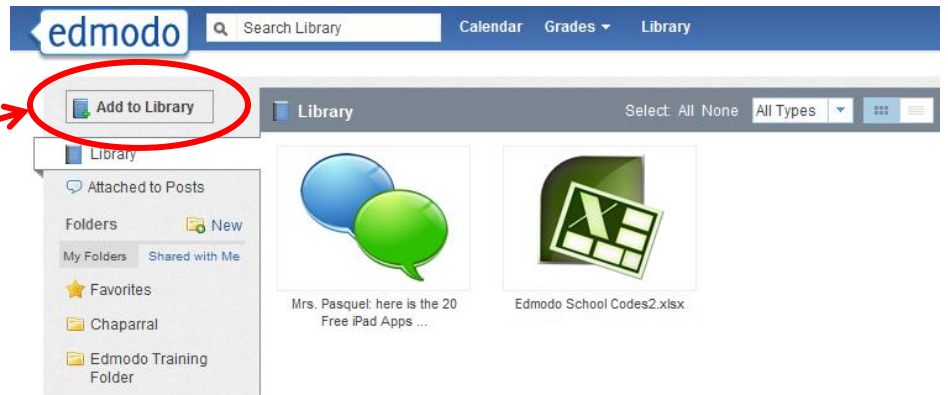 edmodo Search Library Calendar Grades Library
Add to Library
Library Select: All None All Types
Library
Attached to Posts
Folders New
My Folders Shared with Me
Favorites
Chaparral
Edmodo Training
Folder
Mrs. Pasquel: here is the 20
Free iPad Apps ...
Edmodo School Codes2.xlsx